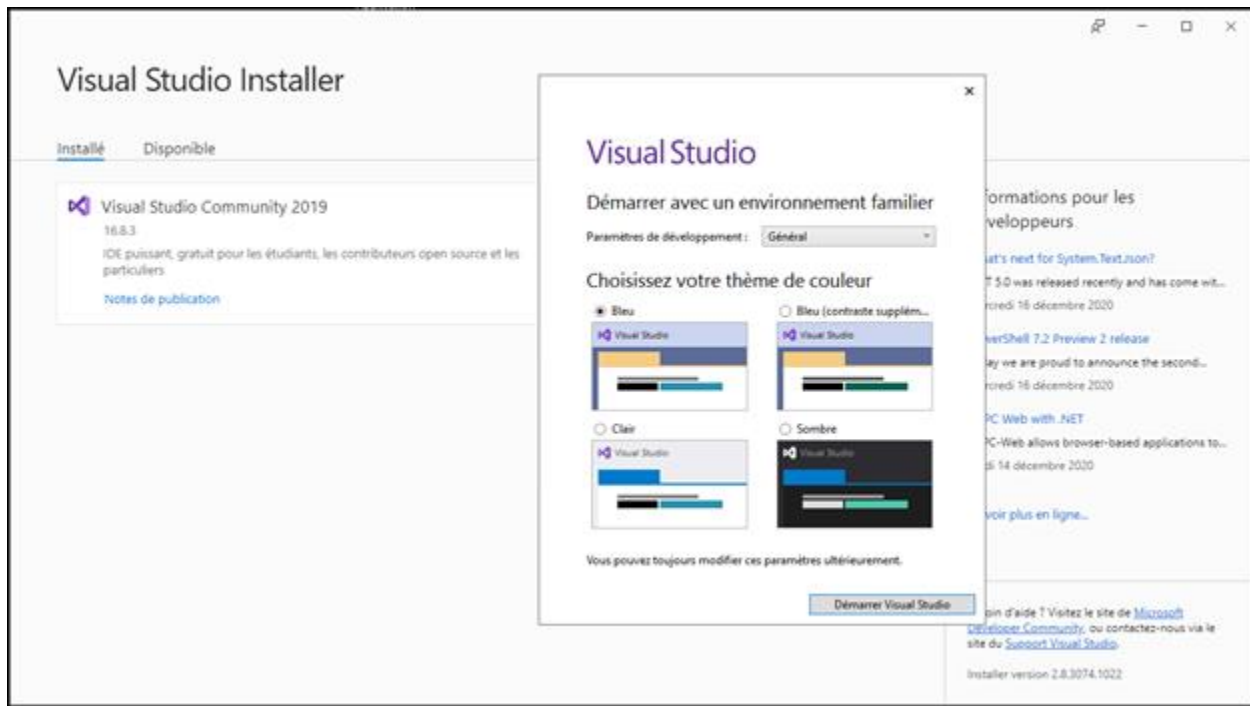 Visual Studio Installer
Installé
Disponible
Visual Studio Community 2019
16.8.3
IDE puissant, gratuit pour les étudiants, les contributeurs open source et les
particuliers
Notes de publication
Visual Studio
Démarrer avec un environnement familier
Paramètres de développement :
Général
Choisissez votre thème de couleur
Bleu
Bleu (contraste supplém...
Visual Studio
Visual Studio
Clair
Sombre
Visual Studio
Visual Studio
Vous pouvez toujours modifier ces paramètres ultérieurement.
Démarrer Visual Studio
formations pour les
veloppeurs
at's next for System.Text.Json?
T 5.0 was released recently and has come wit...
credi 16 décembre 2020
werShell 7.2 Preview 2 release
ay we are proud to announce the second...
credi 16 décembre 2020
PC Web with .NET
PC-Web allows browser-based applications to...
di 14 décembre 2020
voir plus en ligne...
oin d'aide ? Visitez le site de Microsoft
Developer Community, ou contactez-nous via le
site du Support Visual Studio.
Installer version 2.8.3074.1022